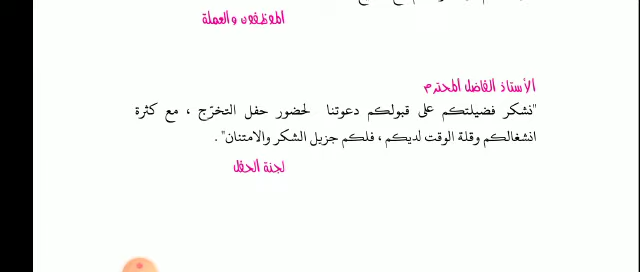 الموظفون والعملة
الأستاذ الفاضل المحترم
"نشكر فضيلتكم على قبولكم دعوتنا لحضور حفل التخرّج ، مع كثرة
انشغالكم وقلة الوقت لديكم ، فلكم جزيل الشكر والامتنان" .
لجنة الحفل